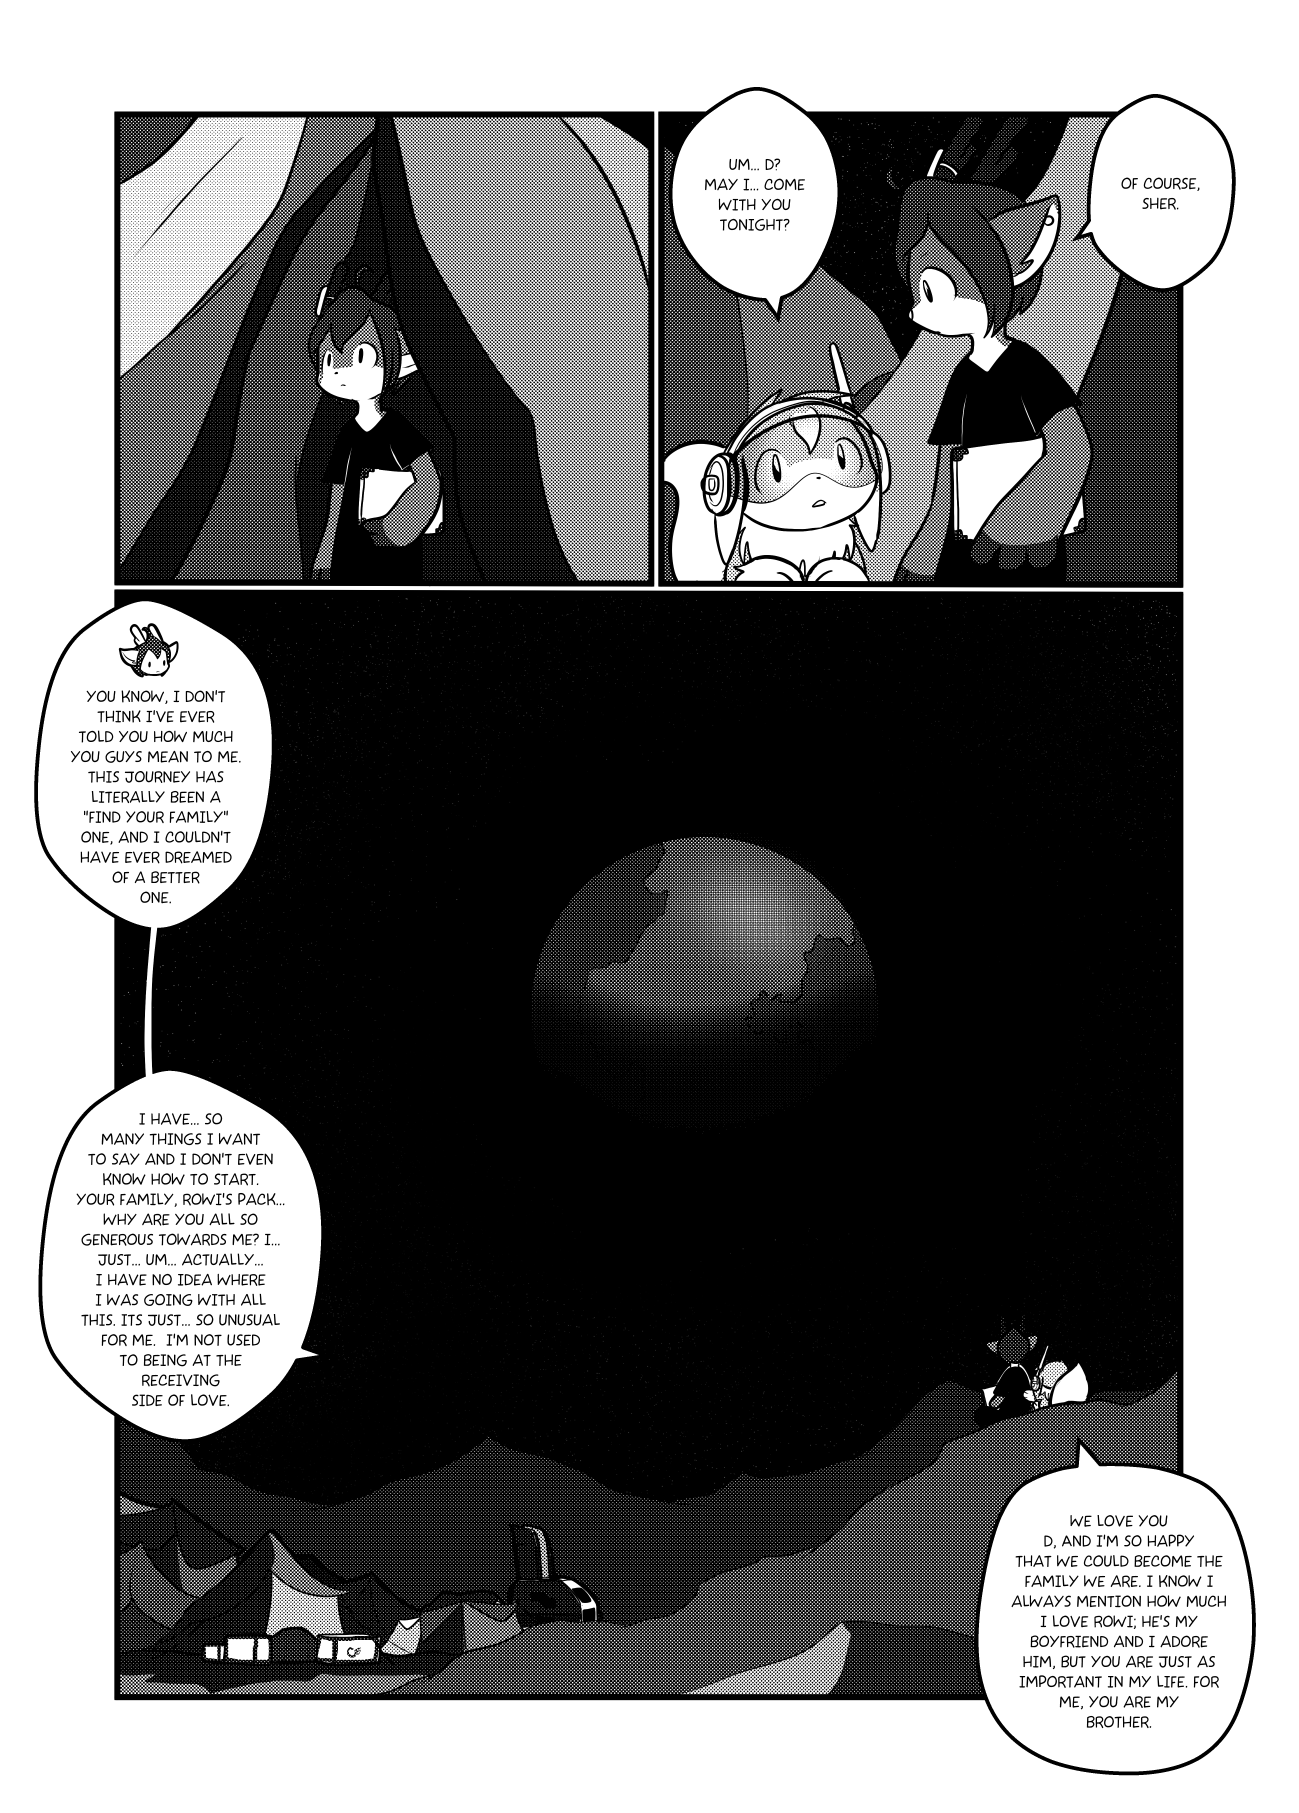 UM... D?
MAY I... COME
WITH YOU
TONIGHT?
OF COURSE,
SHER.
YOU KNOW, I DON'T
THINK I'VE EVER
TOLD YOU HOW MUCH
YOU GUYS MEAN TO ME.
THIS JOURNEY HAS
LITERALLY BEEN A
"FIND YOUR FAMILY"
ONE, AND I COULDN'T
HAVE EVER DREAMED
OF A BETTER
ONE.
I HAVE... SO
MANY THINGS I WANT
TO SAY AND I DON'T EVEN
KNOW HOW TO START.
YOUR FAMILY, ROWI'S PACK...
WHY ARE YOU ALL SO
GENEROUS TOWARDS ME? I...
JUST... UM... ACTUALLY...
I HAVE NO IDEA WHERE
I WAS GOING WITH ALL
THIS. ITS JUST... SO UNUSUAL
FOR ME. I'M NOT USED
TO BEING AT THE
RECEIVING
SIDE OF LOVE.
WE LOVE YOU
D, AND I'M SO HAPPY
THAT WE COULD BECOME THE
FAMILY WE ARE. I KNOW I
ALWAYS MENTION HOW MUCH
I LOVE ROWI; HE'S MY
BOYFRIEND AND I ADORE
HIM, BUT YOU ARE JUST AS
IMPORTANT IN MY LIFE. FOR
ME, YOU ARE MY
BROTHER.